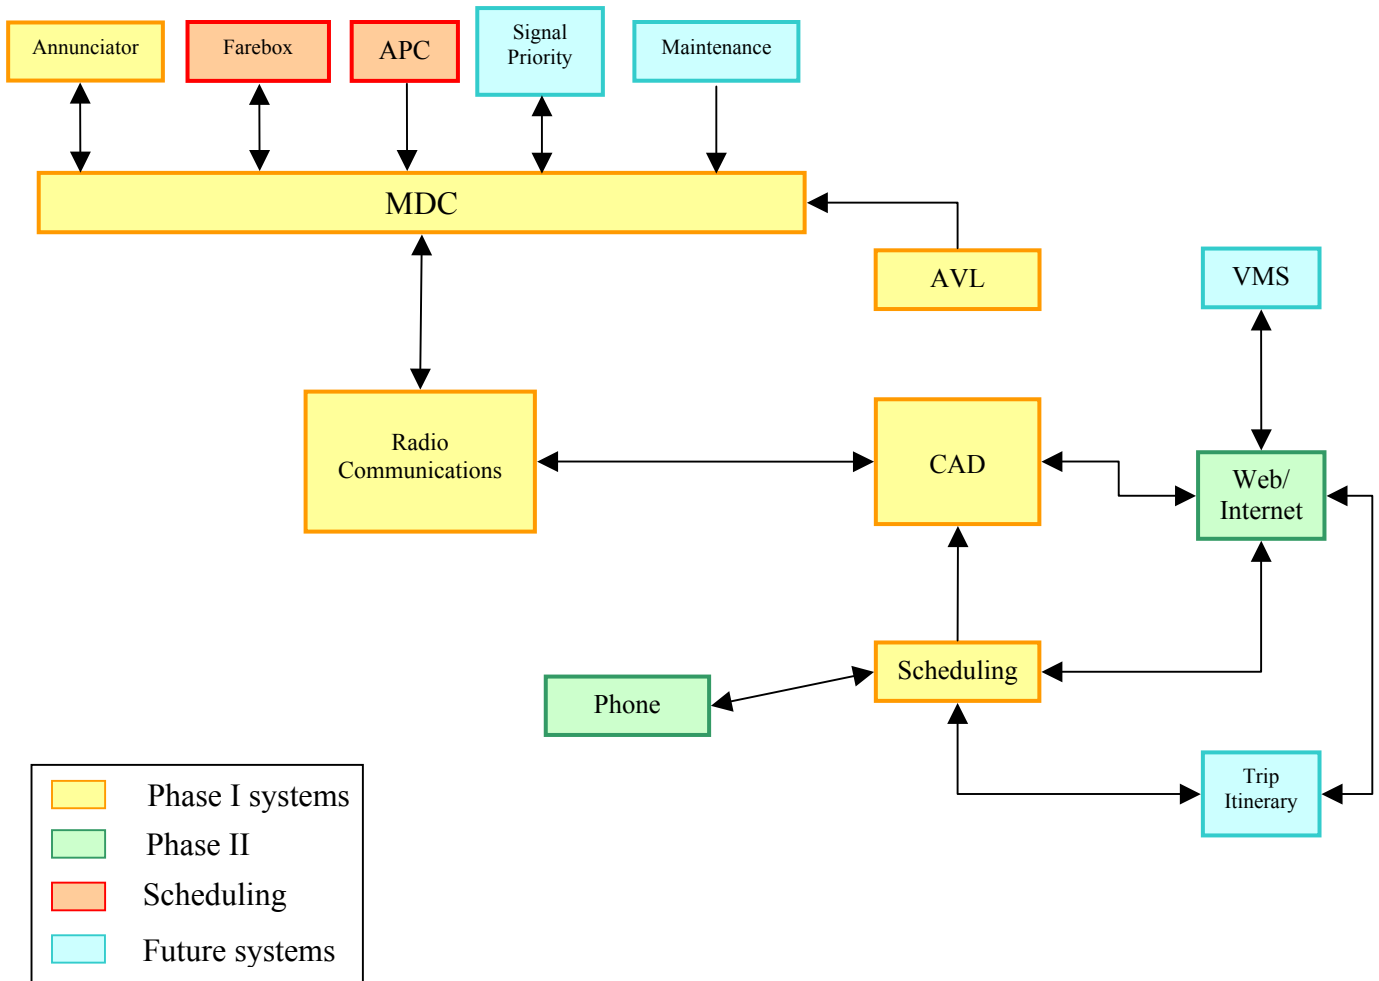 Annunciator
Farebox
APC
Signal
Priority
Maintenance
MDC
AVL
VMS
Radio
Communications
CAD
Web/
Internet
Scheduling
Phone
Trip
Itinerary
Phase I systems
Phase II
Scheduling
Future systems